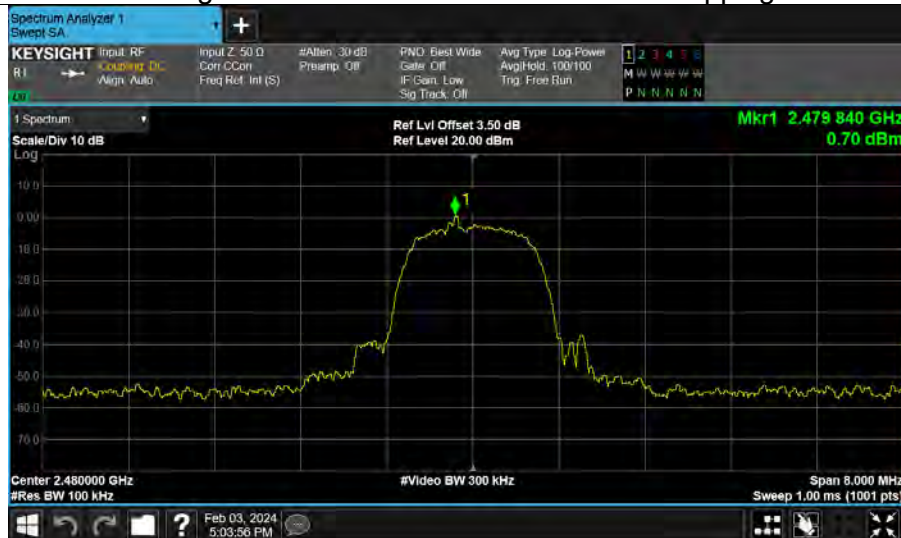 Spectrum Analyzer 1
Swept SA
+
KEYSIGHT Input: RF
Coupling: DC
Align: Auto
Input Z: 50 Ω
Corr CCorr
Freq Ref: Int (S)
#Atten: 30 dB
Preamp: Off
PNO: Best Wide
Gate: Off
IF Gain: Low
Sig Track: Off
Avg Type: Log-Power
Avg|Hold: 100/100
Trig: Free Run
1 2 3 4 5 6
M W W W W W
P N N N N N
1 Spectrum
Scale/Div 10 dB
Log
Ref Lvl Offset 3.50 dB
Ref Level 20.00 dBm
Mkr1 2.479 840 GHz
0.70 dBm
10.0
0.00
1
-40.0
-50.0
-60.0
-70.0
Center 2.480000 GHz
#Res BW 100 kHz
#Video BW 300 kHz
Span 8.000 MHz
Sweep 1.00 ms (1001 pts)
?
Feb 03, 2024
5:03:56 PM